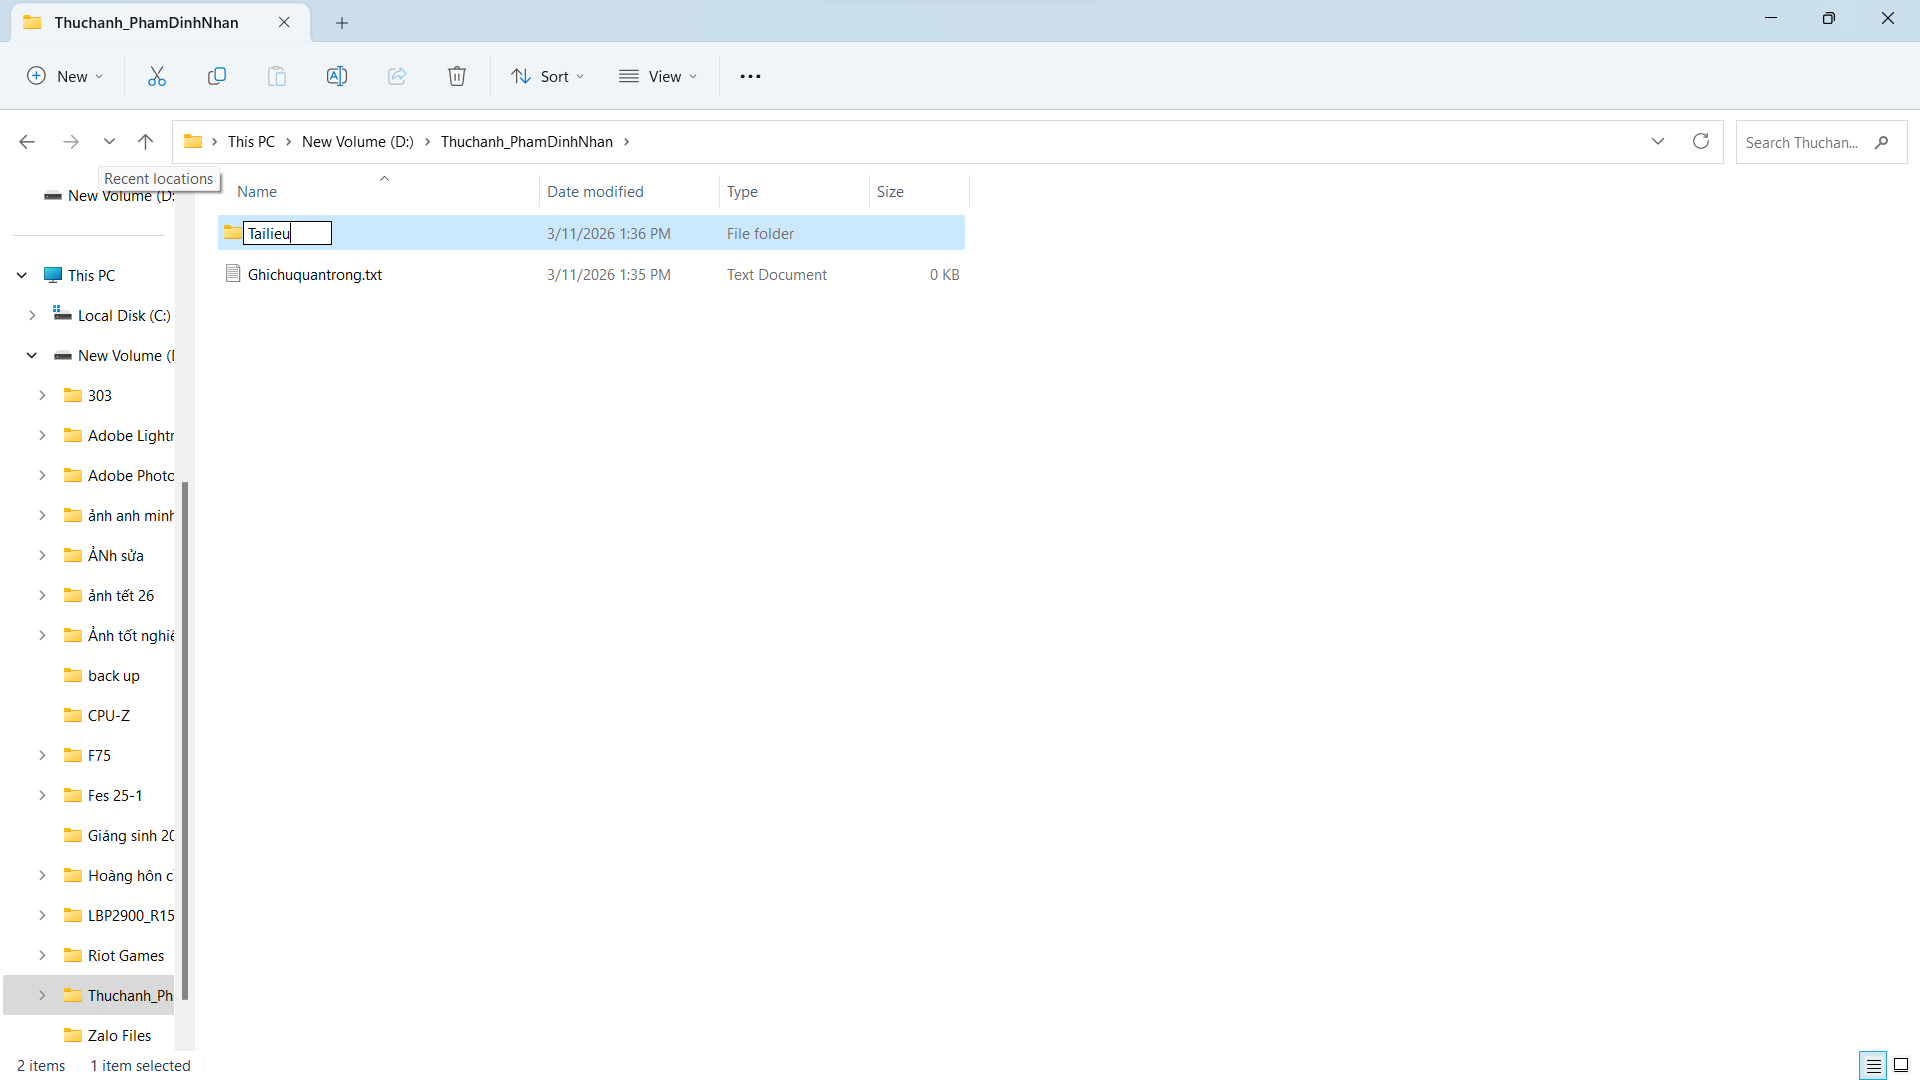 Thuchanh_PhamDinhNhan
New
Sort
View
This PC
New Volume (D:)
Thuchanh_PhamDinhNhan
Search Thuchan...
Recent locations
New Volume (D:
Name
Date modified
Type
Size
Tailieu
3/11/2026 1:36 PM
File folder
Ghichuquantrong.txt
3/11/2026 1:35 PM
Text Document
0 KB
This PC
Local Disk (C:)
New Volume (
303
Adobe Lightr
Adobe Photo
ảnh anh minh
ẢNh sửa
ảnh tết 26
Ảnh tốt nghiê
back up
CPU-Z
F75
Fes 25-1
Giáng sinh 20
Hoàng hôn c
LBP2900_R15
Riot Games
Thuchanh_Pha
Zalo Files
2 items
1 item selected